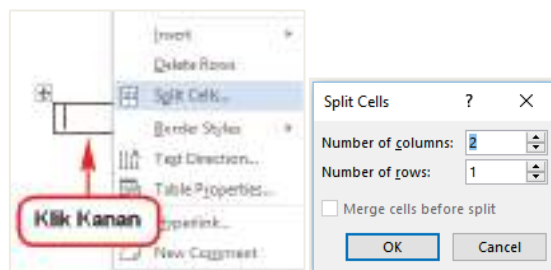 Insert
Delete Rows
Split Cells...
Border Styles
Text Direction...
Table Properties...
Hyperlink...
New Comment
Klik Kanan
Split Cells ? X
Number of columns: 2
Number of rows: 1
Merge cells before split
OK Cancel